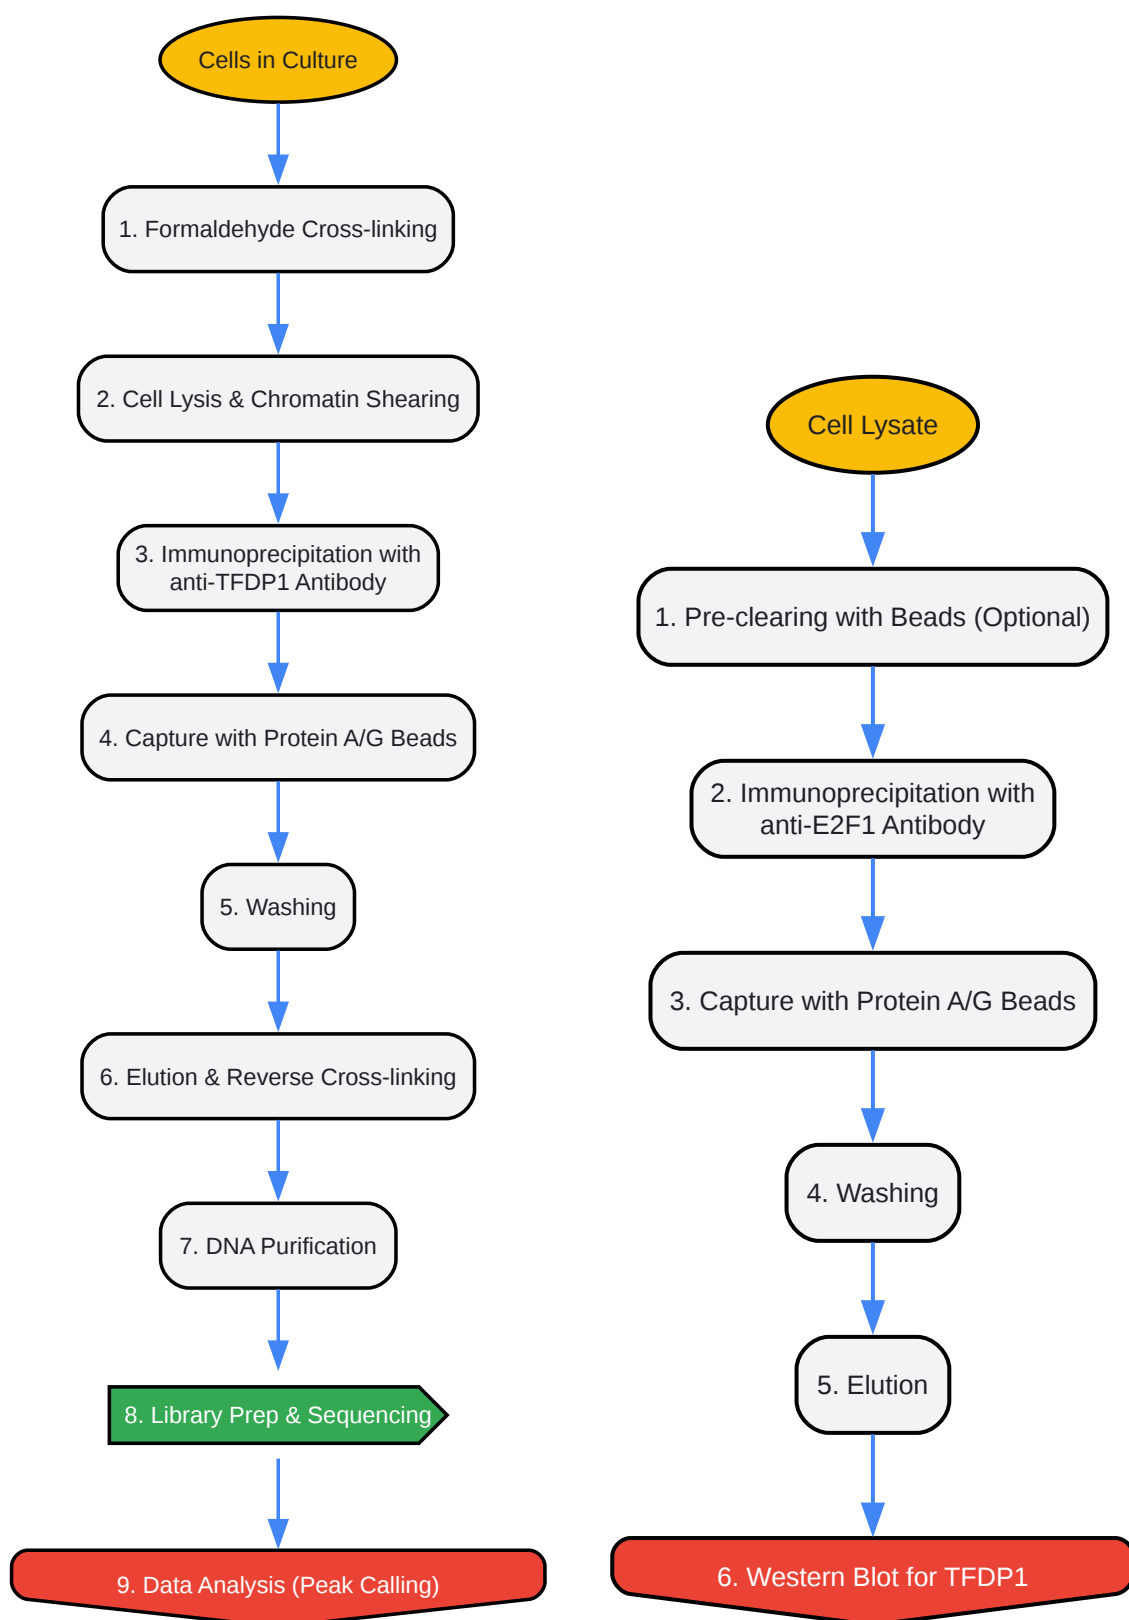 Cells in Culture
1. Formaldehyde Cross-linking
2. Cell Lysis & Chromatin Shearing
3. Immunoprecipitation with
anti-TFDP1 Antibody
4. Capture with Protein A/G Beads
5. Washing
6. Elution & Reverse Cross-linking
7. DNA Purification
8. Library Prep & Sequencing
9. Data Analysis (Peak Calling)
Cell Lysate
1. Pre-clearing with Beads (Optional)
2. Immunoprecipitation with
anti-E2F1 Antibody
3. Capture with Protein A/G Beads
4. Washing
5. Elution
6. Western Blot for TFDP1